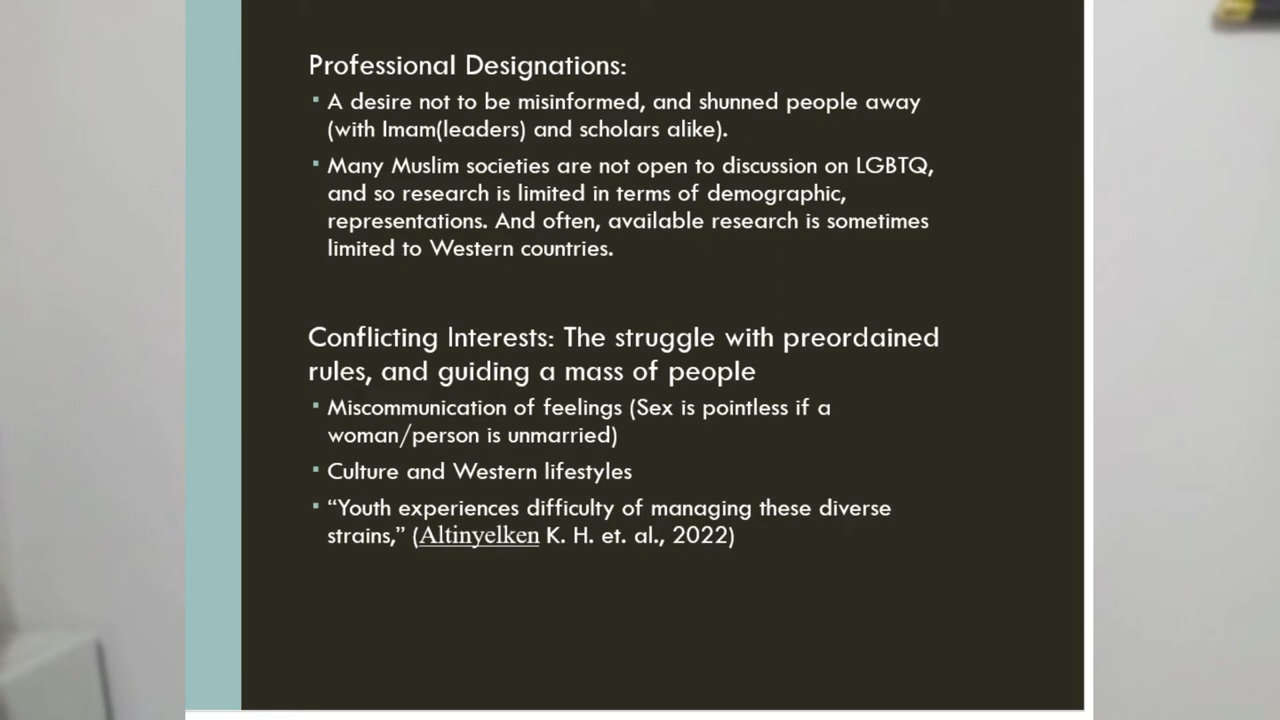 Professional Designations:
A desire not to be misinformed, and shunned people away
(with Imam(leaders) and scholars alike).
Many Muslim societies are not open to discussion on LGBTQ,
and so research is limited in terms of demographic,
representations. And often, available research is sometimes
limited to Western countries.
Conflicting Interests: The struggle with preordained
rules, and guiding a mass of people
Miscommunication of feelings (Sex is pointless if a
woman/person is unmarried)
Culture and Western lifestyles
“Youth experiences difficulty of managing these diverse
strains,” (Altinyelken K. H. et. al., 2022)